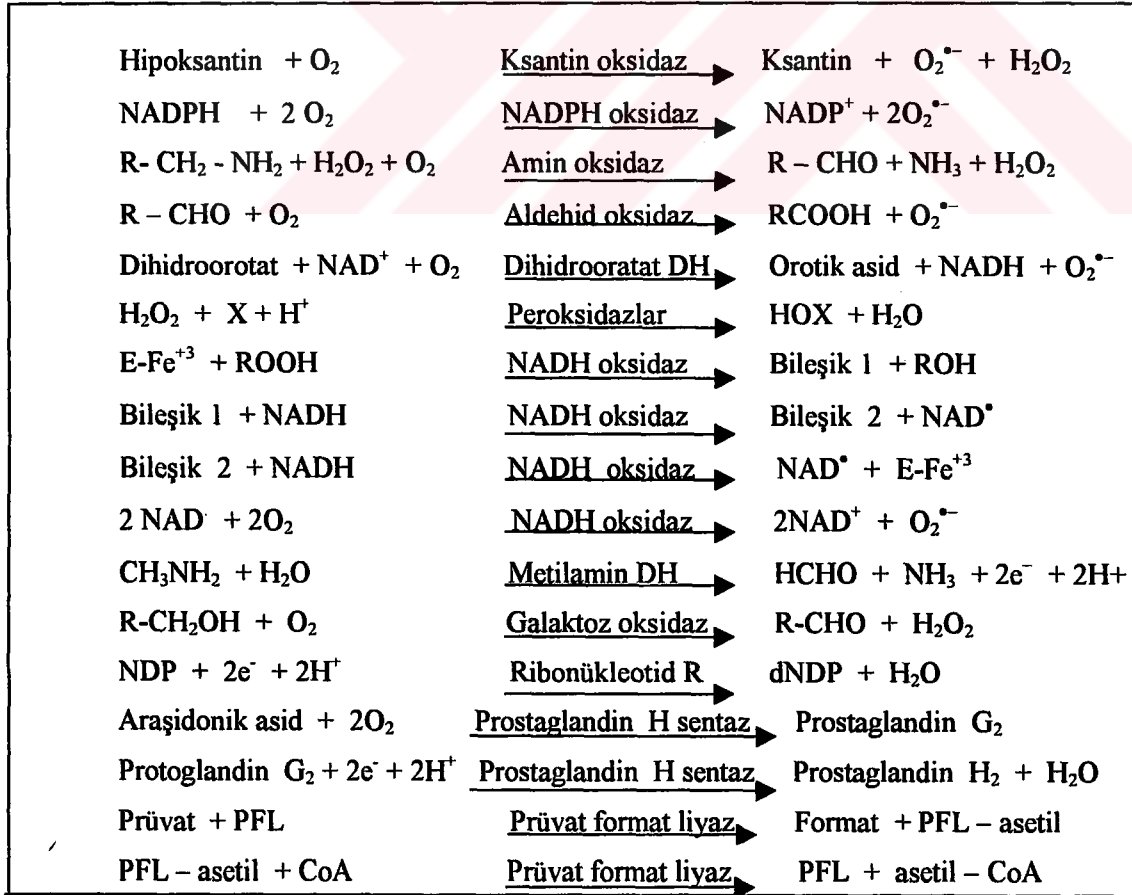 Hipoksantin + O₂ Ksantin oksidaz Ksantin + O₂•⁻ + H₂O₂
NADPH + 2 O₂ NADPH oksidaz NADP⁺ + 2O₂•⁻
R- CH₂ - NH₂ + H₂O₂ + O₂ Amin oksidaz R – CHO + NH₃ + H₂O₂
R – CHO + O₂ Aldehid oksidaz RCOOH + O₂•⁻
Dihidroorotat + NAD⁺ + O₂ Dihidrooratat DH Orotik asid + NADH + O₂•⁻
H₂O₂ + X + H⁺ Peroksidazlar HOX + H₂O
E-Fe⁺³ + ROOH NADH oksidaz Bileşik 1 + ROH
Bileşik 1 + NADH NADH oksidaz Bileşik 2 + NAD•
Bileşik 2 + NADH NADH oksidaz NAD• + E-Fe⁺³
2 NAD· + 2O₂ NADH oksidaz 2NAD⁺ + O₂•⁻
CH₃NH₂ + H₂O Metilamin DH HCHO + NH₃ + 2e⁻ + 2H+
R-CH₂OH + O₂ Galaktoz oksidaz R-CHO + H₂O₂
NDP + 2e⁻ + 2H⁺ Ribonükleotid R dNDP + H₂O
Araşidonik asid + 2O₂ Prostaglandin H sentaz Prostaglandin G₂
Protoglandin G₂ + 2e⁻ + 2H⁺ Prostaglandin H sentaz Prostaglandin H₂ + H₂O
Prüvat + PFL Prüvat format liyaz Format + PFL – asetil
PFL – asetil + CoA Prüvat format liyaz PFL + asetil – CoA